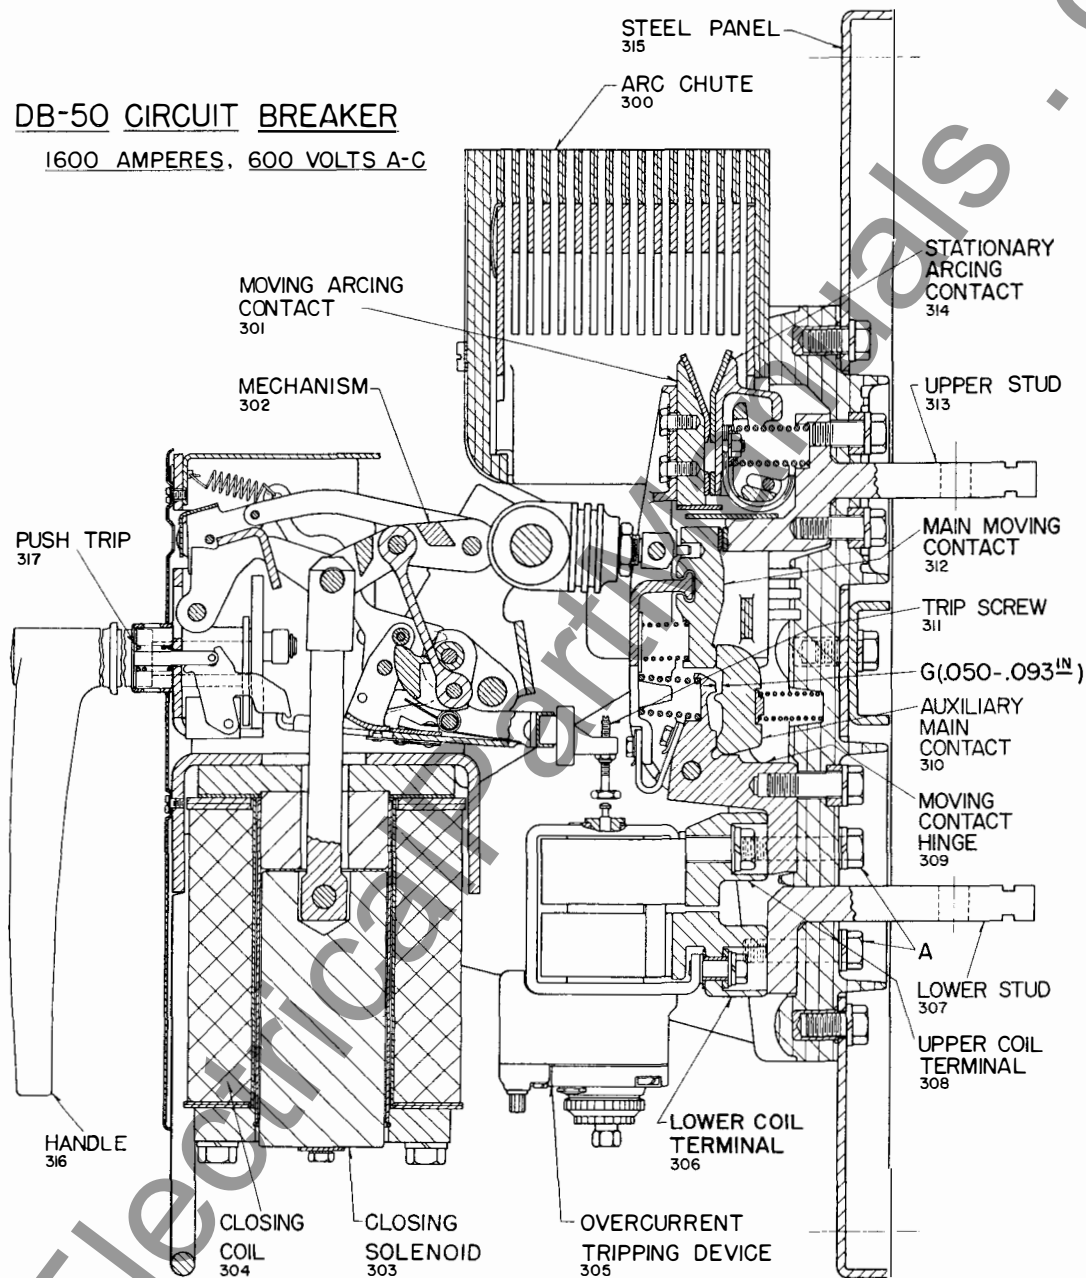 STEEL PANEL
315
ARC CHUTE
300
DB-50 CIRCUIT BREAKER
1600 AMPERES, 600 VOLTS A-C
STATIONARY
ARCING
CONTACT
314
MOVING ARCING
CONTACT
301
MECHANISM
302
UPPER STUD
313
PUSH TRIP
317
MAIN MOVING
CONTACT
312
TRIP SCREW
311
G(.050-.093IN)
AUXILIARY
MAIN
CONTACT
310
MOVING
CONTACT
HINGE
309
A
LOWER STUD
307
UPPER COIL
TERMINAL
308
HANDLE
316
LOWER COIL
TERMINAL
306
CLOSING
COIL
304
CLOSING
SOLENOID
303
OVERCURRENT
TRIPPING DEVICE
305
ElectricalPartManuals .